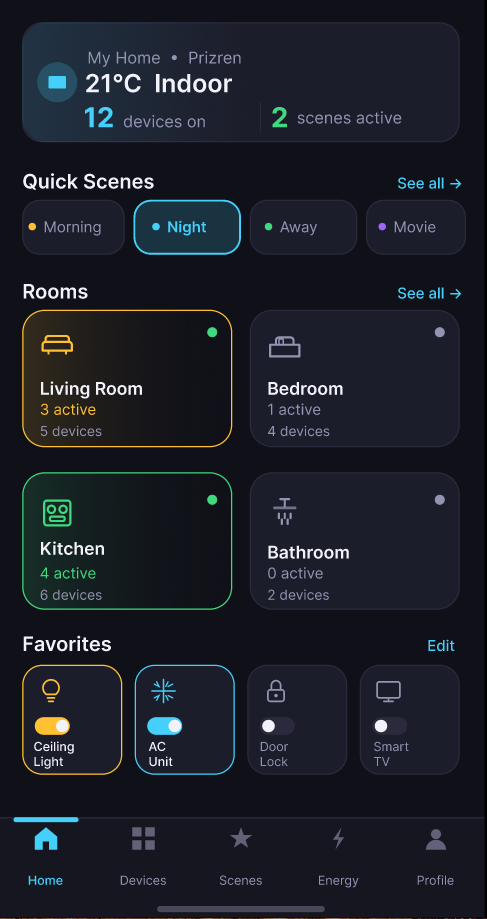 My Home • Prizren
21°C Indoor
12 devices on
2 scenes active
Quick Scenes
See all →
Morning
Night
Away
Movie
Rooms
See all →
Living Room
3 active
5 devices
Bedroom
1 active
4 devices
Kitchen
4 active
6 devices
Bathroom
0 active
2 devices
Favorites
Edit
Ceiling
Light
AC
Unit
Door
Lock
Smart
TV
Home
Devices
Scenes
Energy
Profile